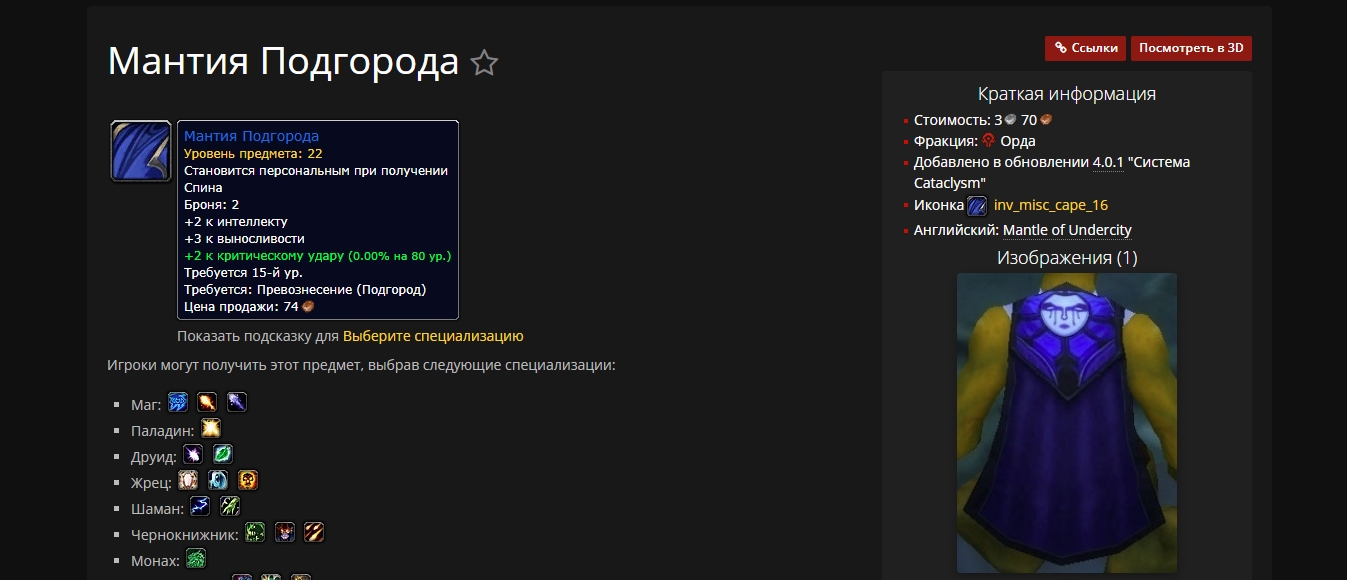 Мантия Подгорода
Ссылки
Посмотреть в 3D
Мантия Подгорода
Уровень предмета: 22
Становится персональным при получении
Спина
Броня: 2
+2 к интеллекту
+3 к выносливости
+2 к критическому удару (0.00% на 80 ур.)
Требуется 15-й ур.
Требуется: Превознесение (Подгород)
Цена продажи: 74
Показать подсказку для Выберите специализацию
Игроки могут получить этот предмет, выбрав следующие специализации:
Маг:
Паладин:
Друид:
Жрец:
Шаман:
Чернокнижник:
Монах:
Краткая информация
Стоимость: 3 70
Фракция: Орда
Добавлено в обновлении 4.0.1 "Система
Cataclysm"
Иконка inv_misc_cape_16
Английский: Mantle of Undercity
Изображения (1)